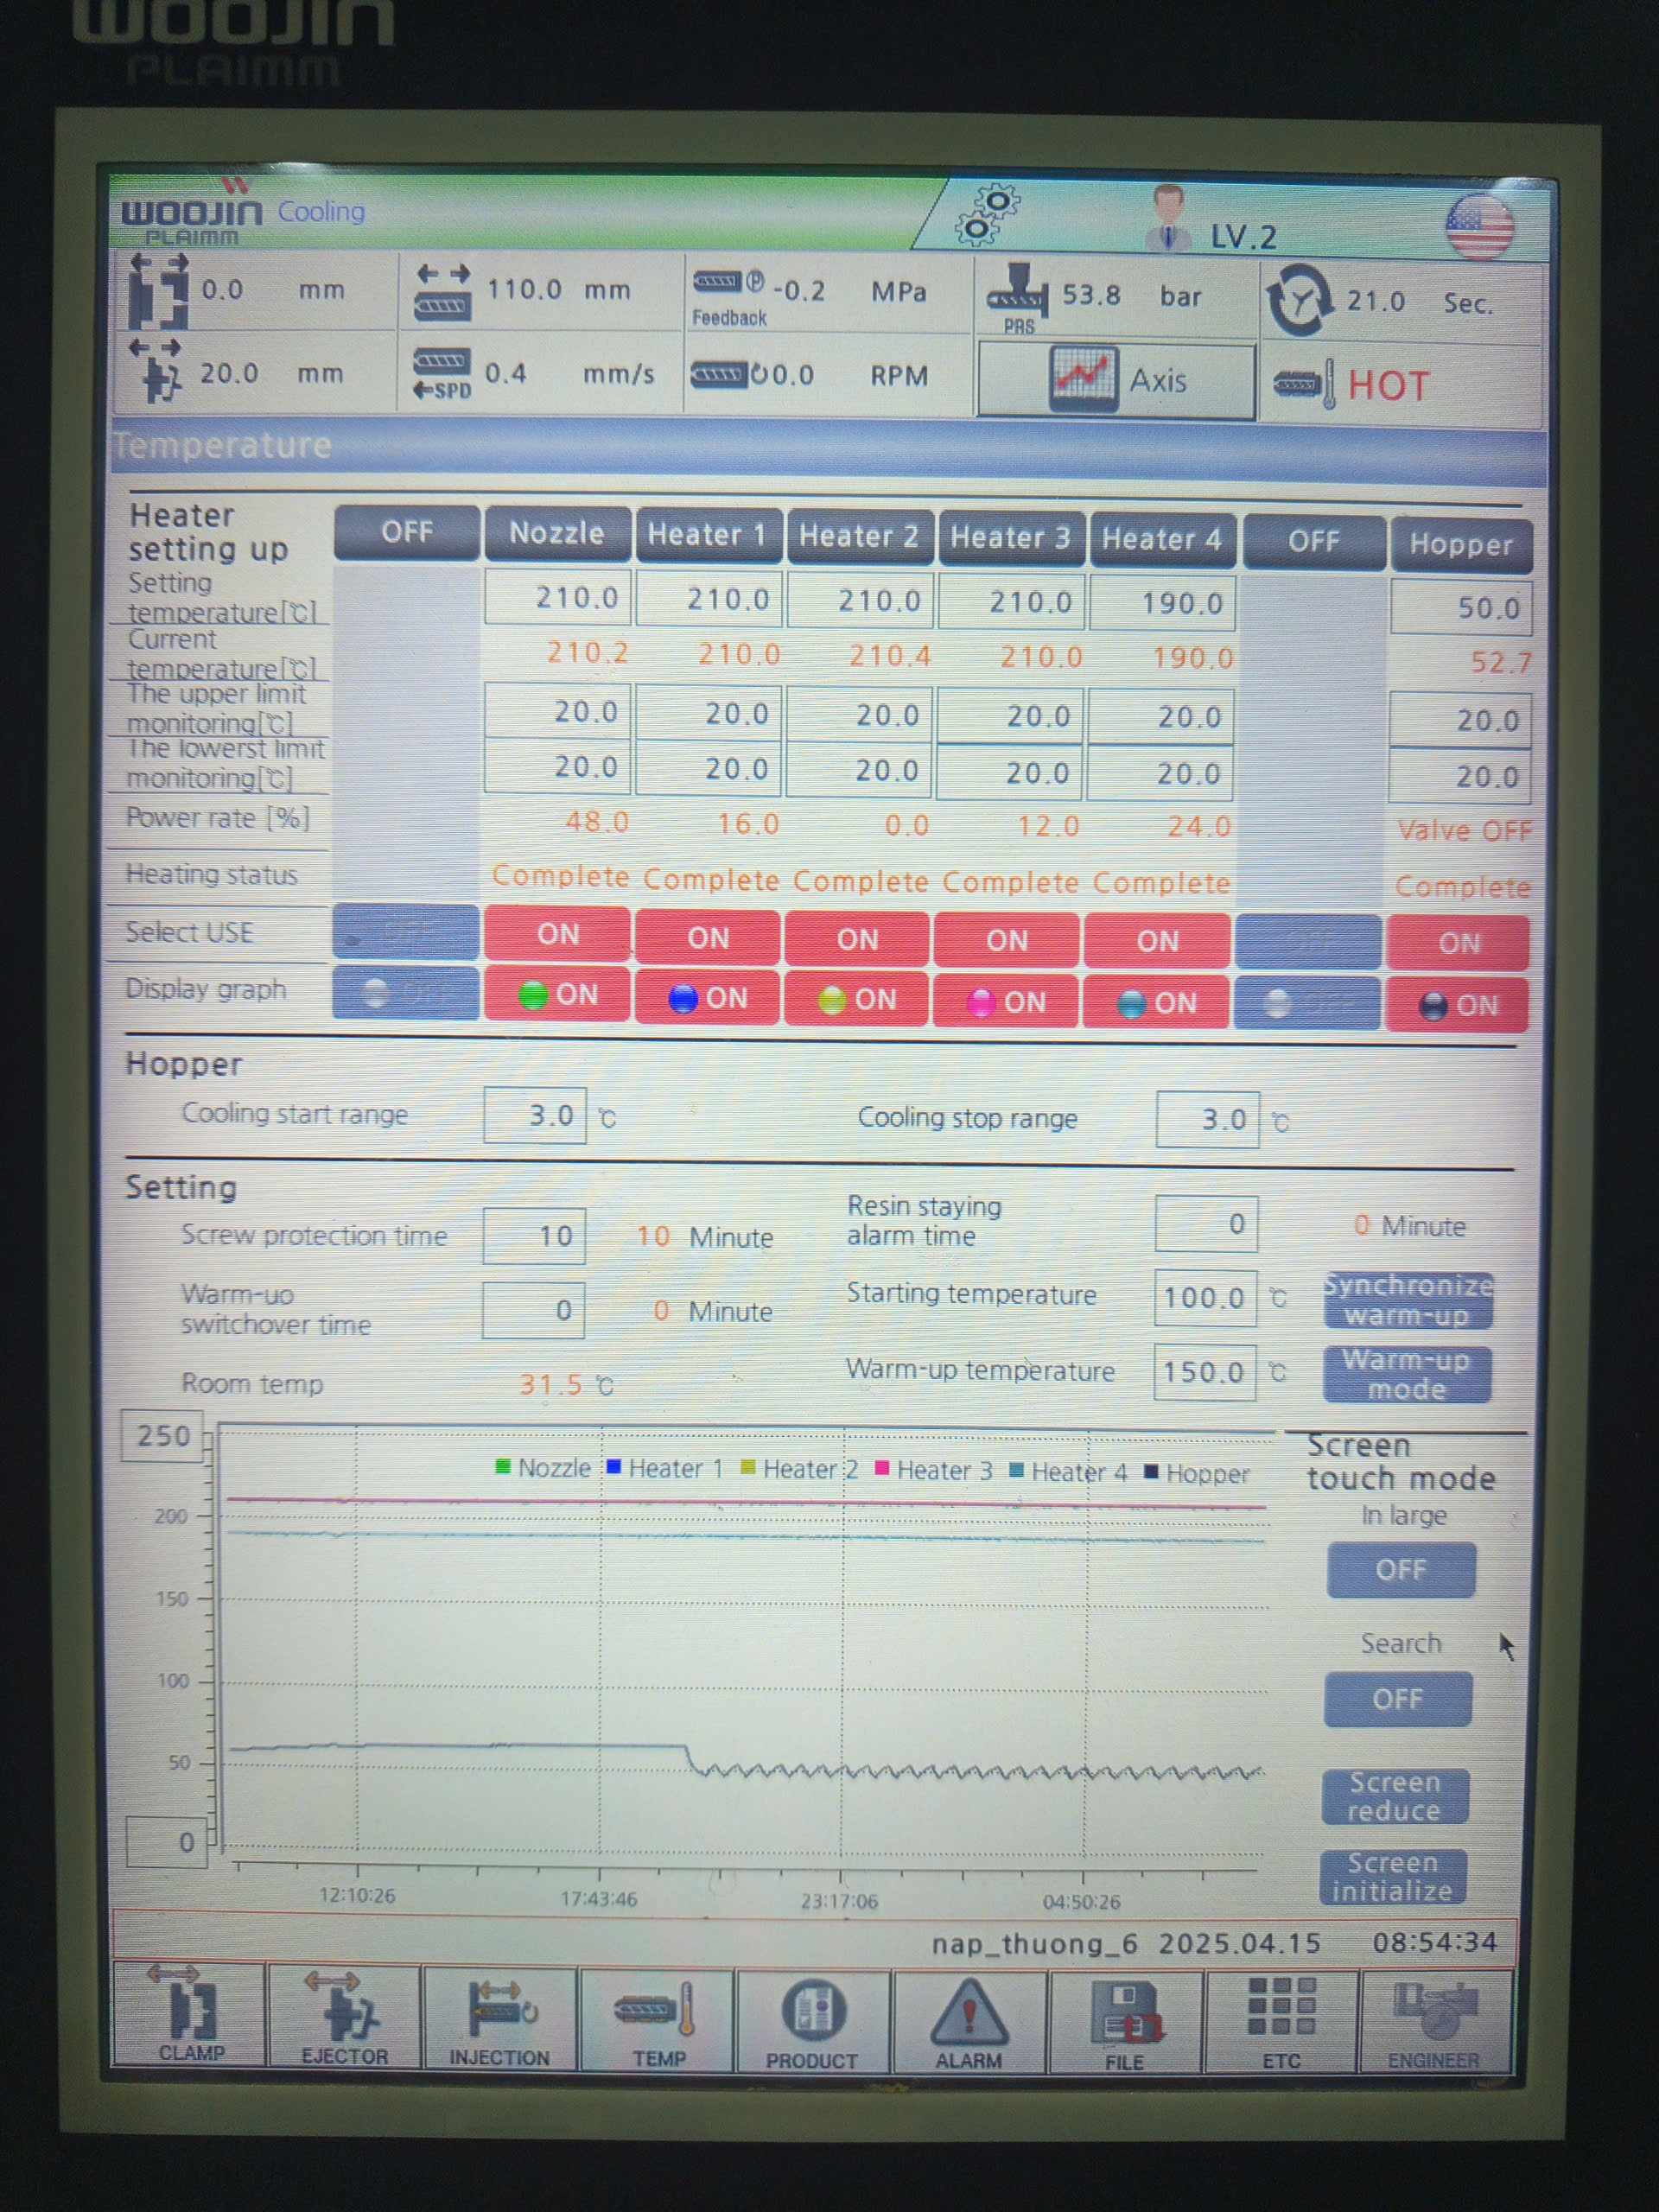 WOOJIN
PLAIMM
WOOJIN Cooling
PLAIMM
LV.2
0.0 mm 110.0 mm -0.2 MPa 53.8 bar 21.0 Sec.
Feedback PRS
20.0 mm 0.4 mm/s 0.0 RPM Axis HOT
SPD
Temperature
Heater setting up OFF Nozzle Heater 1 Heater 2 Heater 3 Heater 4 OFF Hopper
Setting temperature[℃] 210.0 210.0 210.0 210.0 190.0 50.0
Current temperature[℃] 210.2 210.0 210.4 210.0 190.0 52.7
The upper limit monitoring[℃] 20.0 20.0 20.0 20.0 20.0 20.0
The lowerst limit monitoring[℃] 20.0 20.0 20.0 20.0 20.0 20.0
Power rate [%] 48.0 16.0 0.0 12.0 24.0 Valve OFF
Heating status Complete Complete Complete Complete Complete Complete
Select USE OFF ON ON ON ON ON OFF ON
Display graph OFF ON ON ON ON ON OFF ON
Hopper
Cooling start range 3.0 ℃ Cooling stop range 3.0 ℃
Setting
Screw protection time 10 10 Minute Resin staying alarm time 0 0 Minute
Warm-uo switchover time 0 0 Minute Starting temperature 100.0 ℃ Synchronize warm-up
Room temp 31.5 ℃ Warm-up temperature 150.0 ℃ Warm-up mode
250
Nozzle Heater 1 Heater 2 Heater 3 Heater 4 Hopper
200
150
100
50
0
12:10:26 17:43:46 23:17:06 04:50:26
Screen touch mode
In large
OFF
Search
OFF
Screen reduce
Screen initialize
nap_thuong_6 2025.04.15 08:54:34
CLAMP EJECTOR INJECTION TEMP PRODUCT ALARM FILE ETC ENGINEER